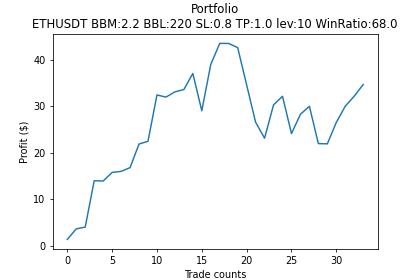 Portfolio
ETHUSDT BBM:2.2 BBL:220 SL:0.8 TP:1.0 lev:10 WinRatio:68.0
Profit ($)
40
30
20
10
0
0 5 10 15 20 25 30
Trade counts